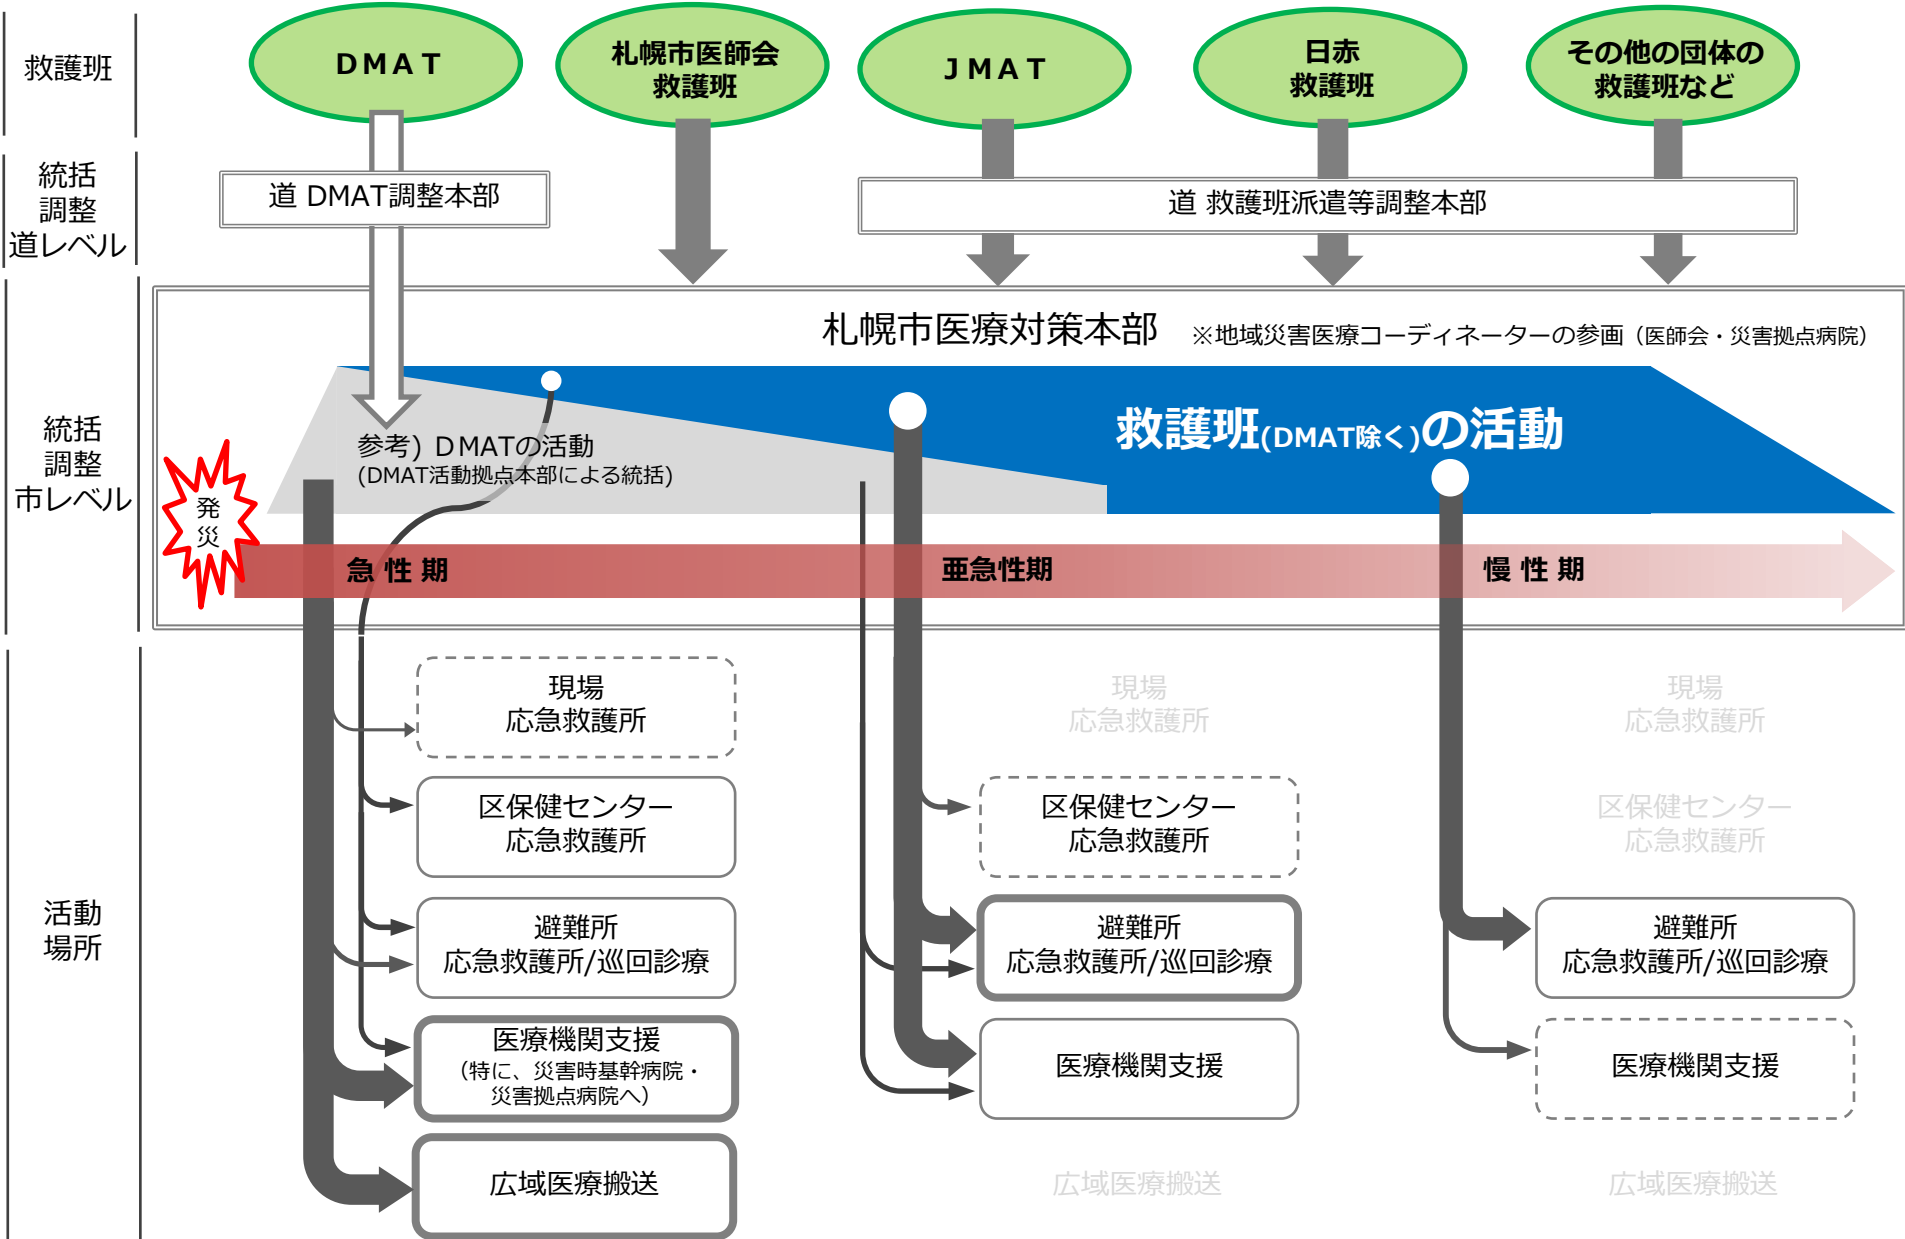 救護班
DMAT
札幌市医師会
救護班
JMAT
日赤
救護班
その他の団体の
救護班など
統括
調整
道レベル
道 DMAT調整本部
道 救護班派遣等調整本部
統括
調整
市レベル
札幌市医療対策本部 ※地域災害医療コーディネーターの参画（医師会・災害拠点病院）
参考) DMATの活動
(DMAT活動拠点本部による統括)
救護班(DMAT除く)の活動
発
災
急性期
亜急性期
慢性期
活動
場所
現場
応急救護所
区保健センター
応急救護所
避難所
応急救護所/巡回診療
医療機関支援
（特に、災害時基幹病院・
災害拠点病院へ）
広域医療搬送
現場
応急救護所
区保健センター
応急救護所
避難所
応急救護所/巡回診療
医療機関支援
広域医療搬送
現場
応急救護所
区保健センター
応急救護所
避難所
応急救護所/巡回診療
医療機関支援
広域医療搬送